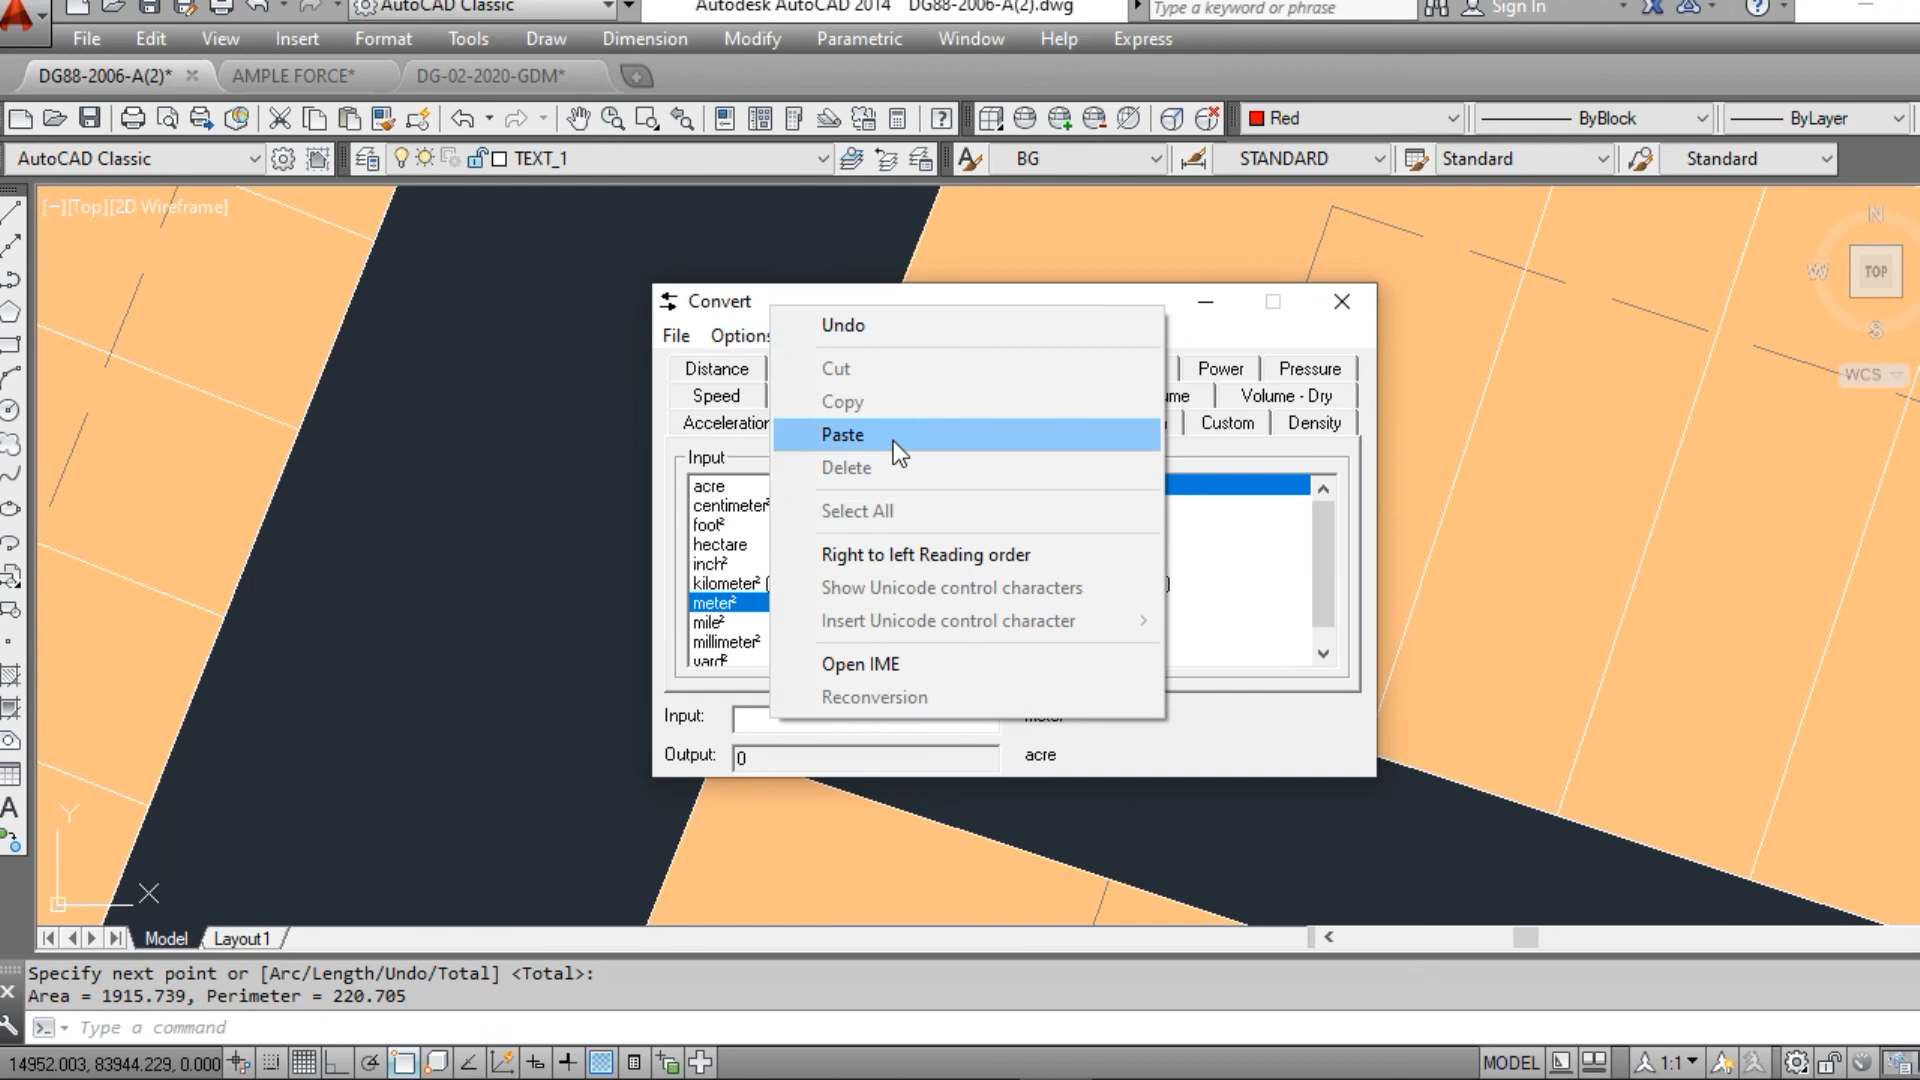 AutoCAD Classic
Autodesk AutoCAD 2014 DG88-2006-A(2).dwg
Type a keyword or phrase
Sign In
File Edit View Insert Format Tools Draw Dimension Modify Parametric Window Help Express
DG88-2006-A(2)* AMPLE FORCE* DG-02-2020-GDM*
Red ByBlock ByLayer
AutoCAD Classic TEXT_1 BG STANDARD Standard Standard
[−][Top][2D Wireframe]
N
W TOP
S
WCS
Convert
File Options
Distance Power Pressure
Speed ume Volume - Dry
Acceleration Custom Density
Input
acre
centimeter²
foot²
hectare
inch²
kilometer² (
meter²
mile²
millimeter²
yard²
Undo
Cut
Copy
Paste
Delete
Select All
Right to left Reading order
Show Unicode control characters
Insert Unicode control character
Open IME
Reconversion
Input:
Output: 0 acre
Y
X
Model Layout1
Specify next point or [Arc/Length/Undo/Total] <Total>:
Area = 1915.739, Perimeter = 220.705
Type a command
14952.003, 83944.229, 0.000 MODEL 1:1